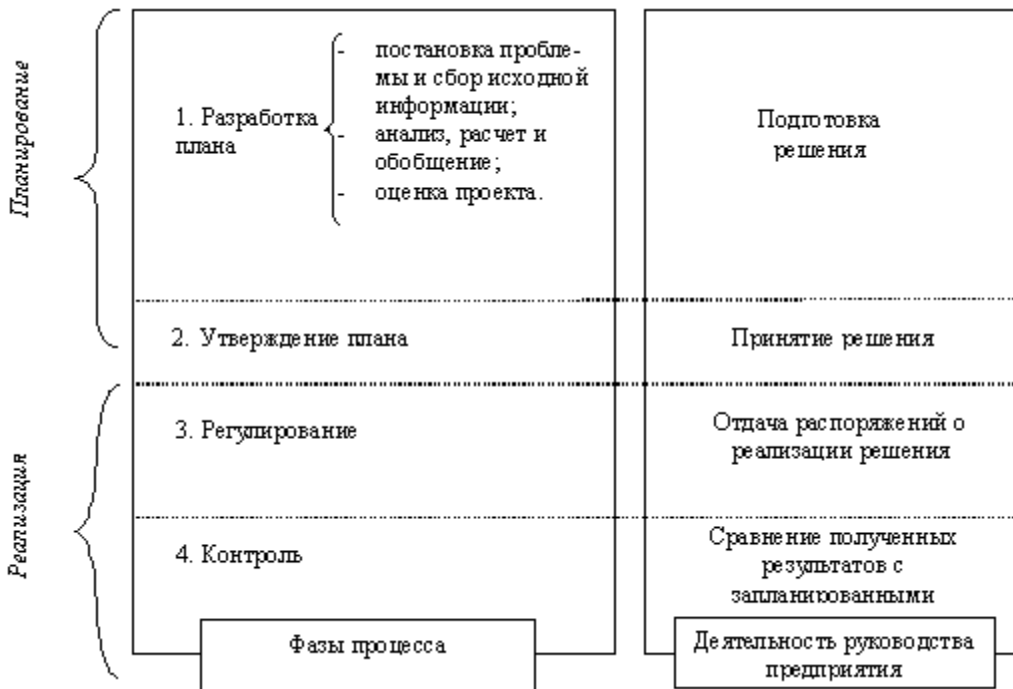 Планирование
1. Разработка
плана
- постановка пробле-
мы и сбор исходной
информации;
- анализ, расчет и
обобщение;
- оценка проекта.
Подготовка
решения
2. Утверждение плана
Принятие решения
Реализация
3. Регулирование
Отдача распоряжений о
реализации решения
4. Контроль
Сравнение полученных
результатов с
запланированными
Фазы процесса
Деятельность руководства
предприятия